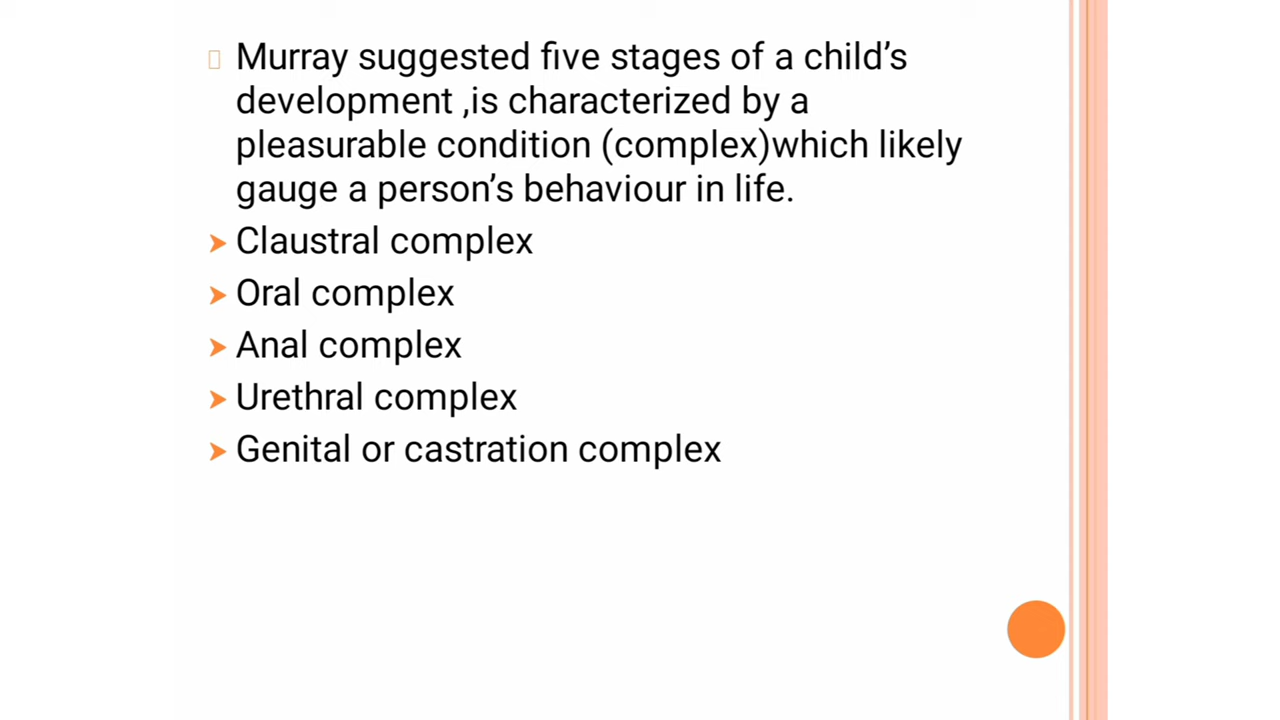 Murray suggested five stages of a child’s
development ,is characterized by a
pleasurable condition (complex)which likely
gauge a person’s behaviour in life.
Claustral complex
Oral complex
Anal complex
Urethral complex
Genital or castration complex